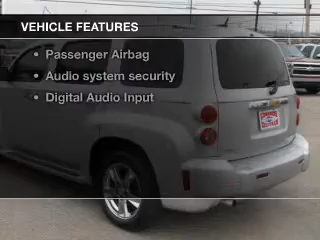 VEHICLE FEATURES
• Passenger Airbag
• Audio system security
• Digital Audio Input